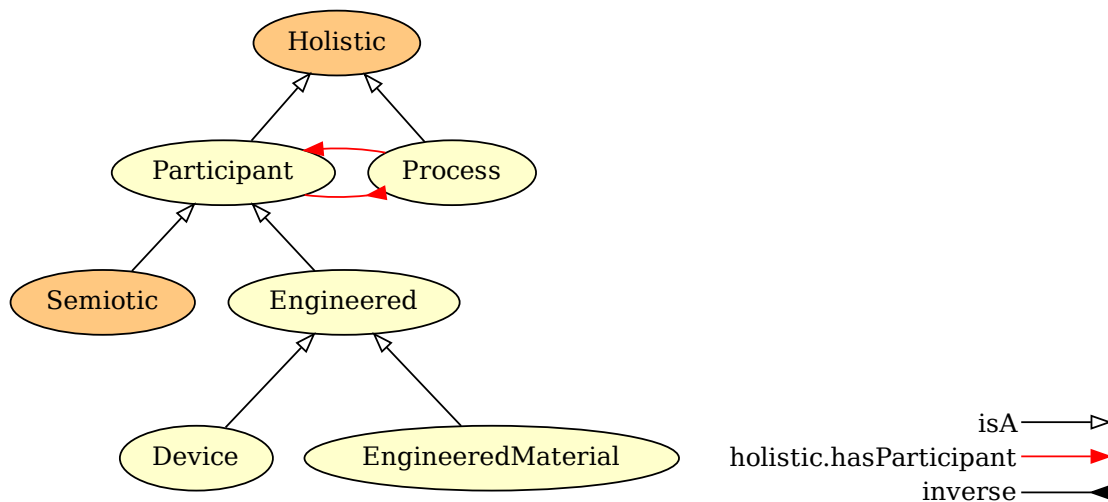 Holistic
Participant
Process
Semiotic
Engineered
Device
EngineeredMaterial
isA
holistic.hasParticipant
inverse